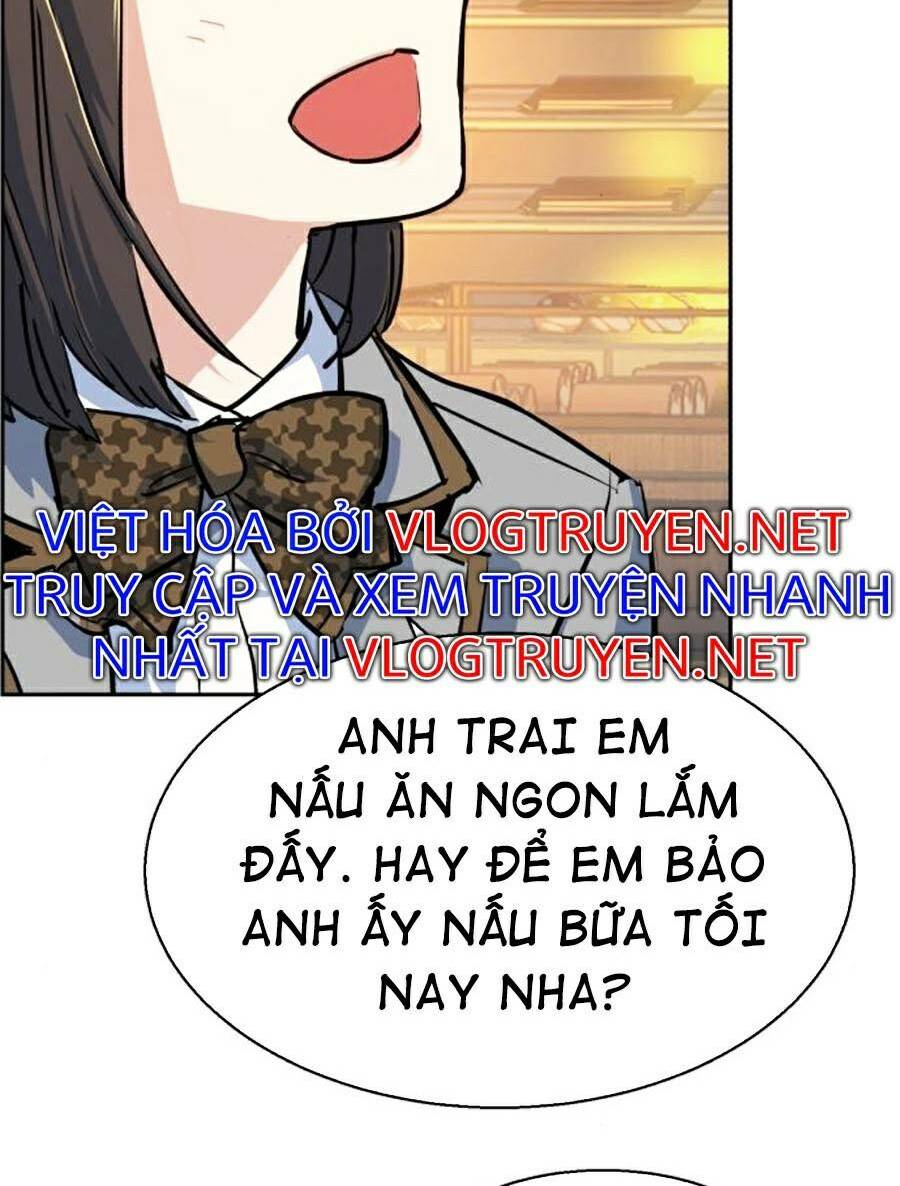 VIỆT HÓA BỞI VLOGTRUYEN.NET
TRUY CẬP VÀ XEM TRUYỆN NHANH
NHẤT TẠI VLOGTRUYEN.NET
ANH TRAI EM
NẤU ĂN NGON LẮM
ĐẤY. HAY ĐỂ EM BẢO
ANH ẤY NẤU BỮA TỐI
NAY NHA?